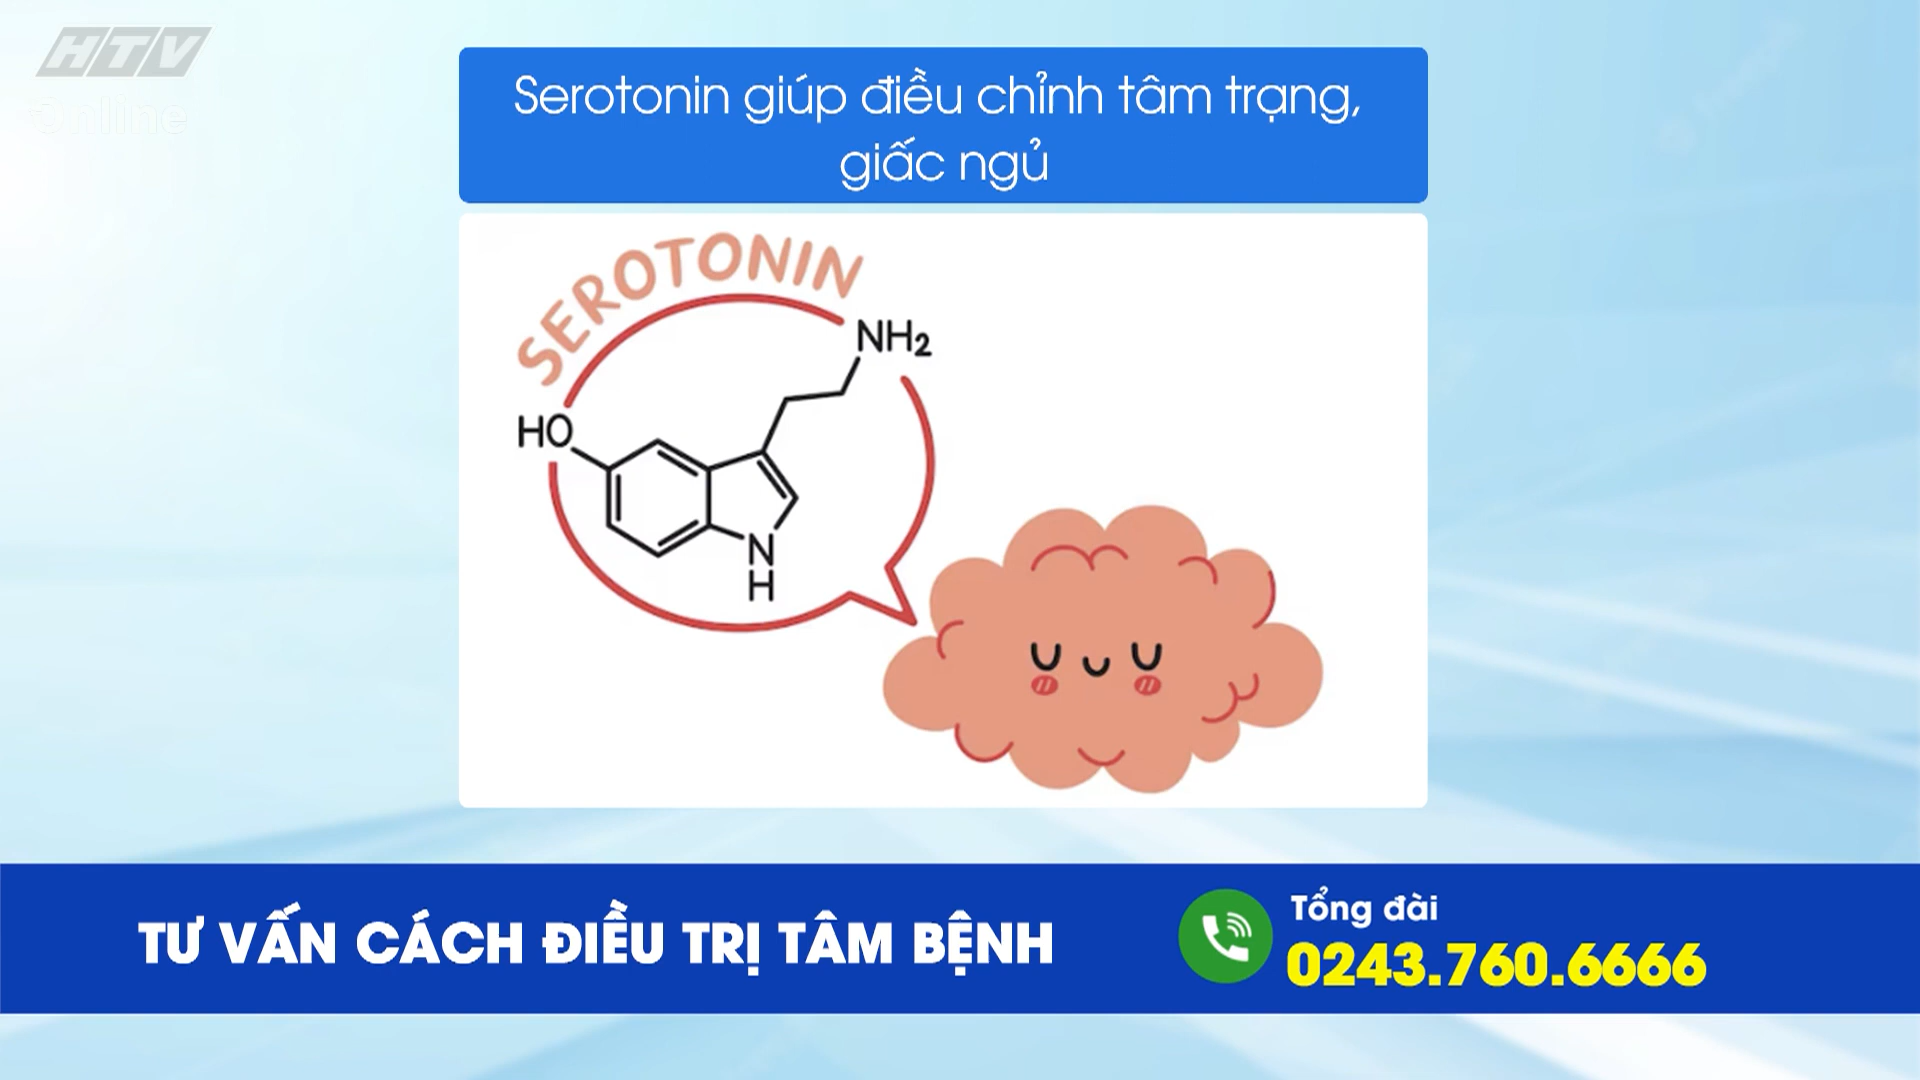 HTV
Online
Serotonin giúp điều chỉnh tâm trạng,
giấc ngủ
SEROTONIN
NH2
HO
N
H
TƯ VẤN CÁCH ĐIỀU TRỊ TÂM BỆNH
Tổng đài
0243.760.6666